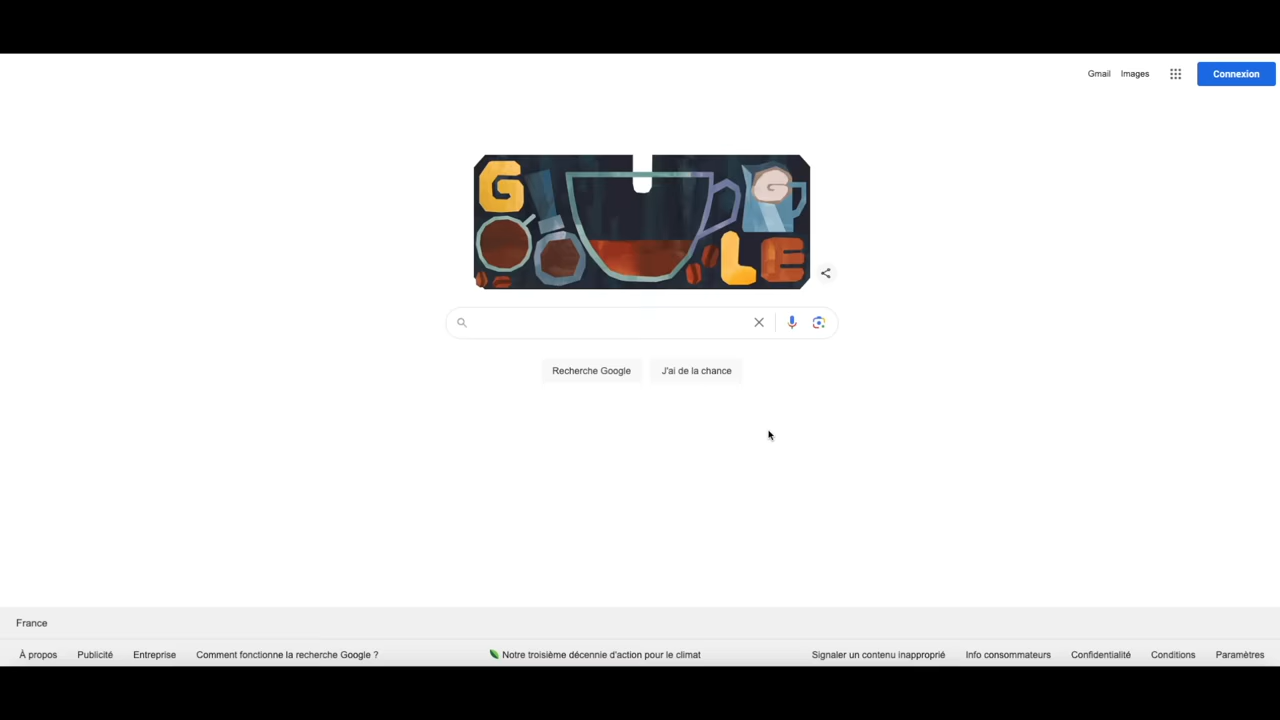 Gmail Images Connexion
G G
L E
Recherche Google J'ai de la chance
France
À propos Publicité Entreprise Comment fonctionne la recherche Google ? Notre troisième décennie d'action pour le climat Signaler un contenu inapproprié Info consommateurs Confidentialité Conditions Paramètres